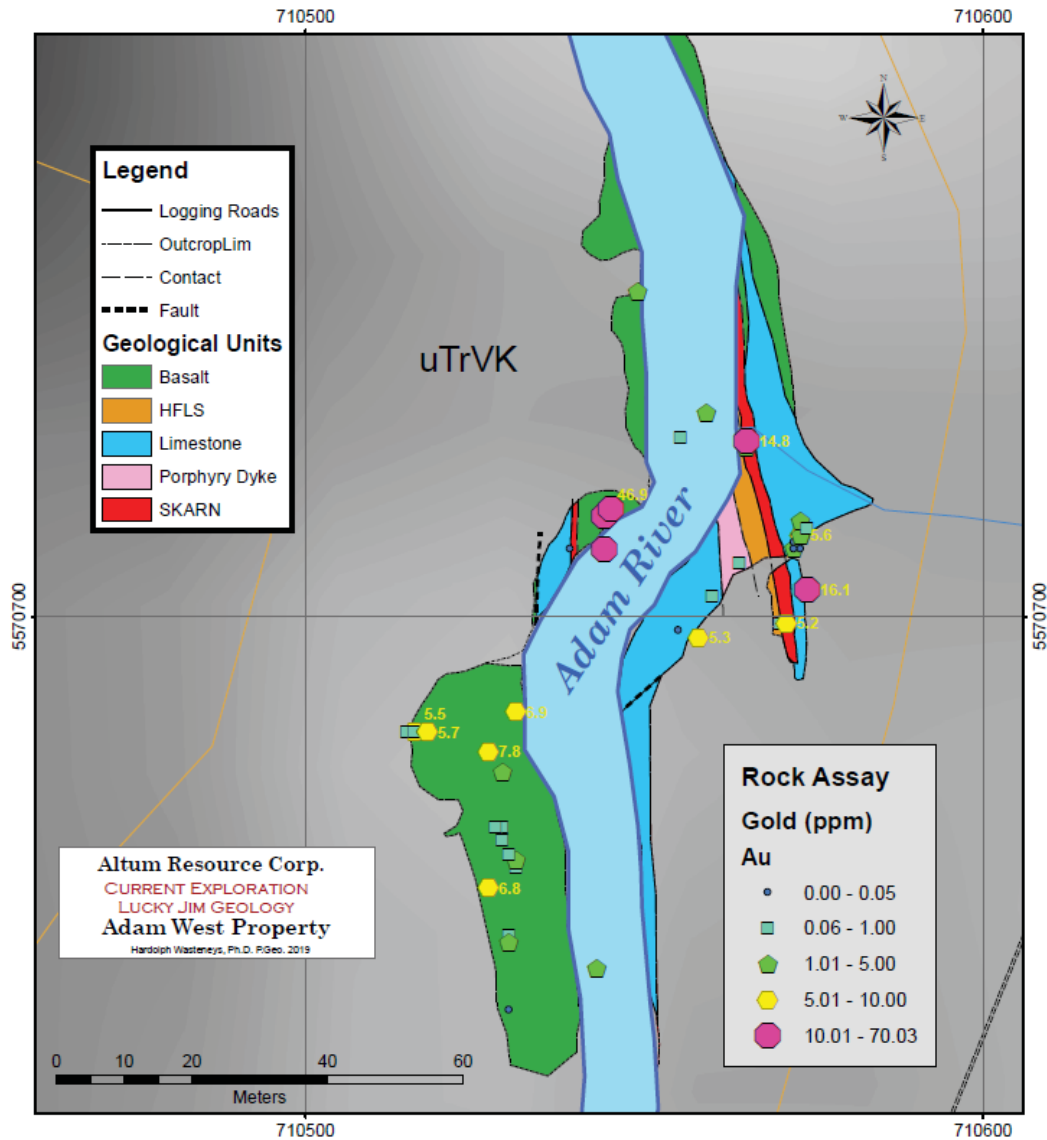 710500
710600
N
W
E
S
Legend
Logging Roads
OutcropLim
Contact
Fault
Geological Units
Basalt
HFLS
Limestone
Porphyry Dyke
SKARN
uTrVK
14.8
46.9
5.6
16.1
5570700
5570700
5.2
5.3
Adam River
6.9
5.5
5.7
7.8
6.8
Rock Assay
Gold (ppm)
Au
0.00 - 0.05
0.06 - 1.00
1.01 - 5.00
5.01 - 10.00
10.01 - 70.03
Altum Resource Corp.
CURRENT EXPLORATION
LUCKY JIM GEOLOGY
Adam West Property
Hardolph Wasteneys, Ph.D. P.Geo. 2019
0 10 20 40 60
Meters
710500
710600